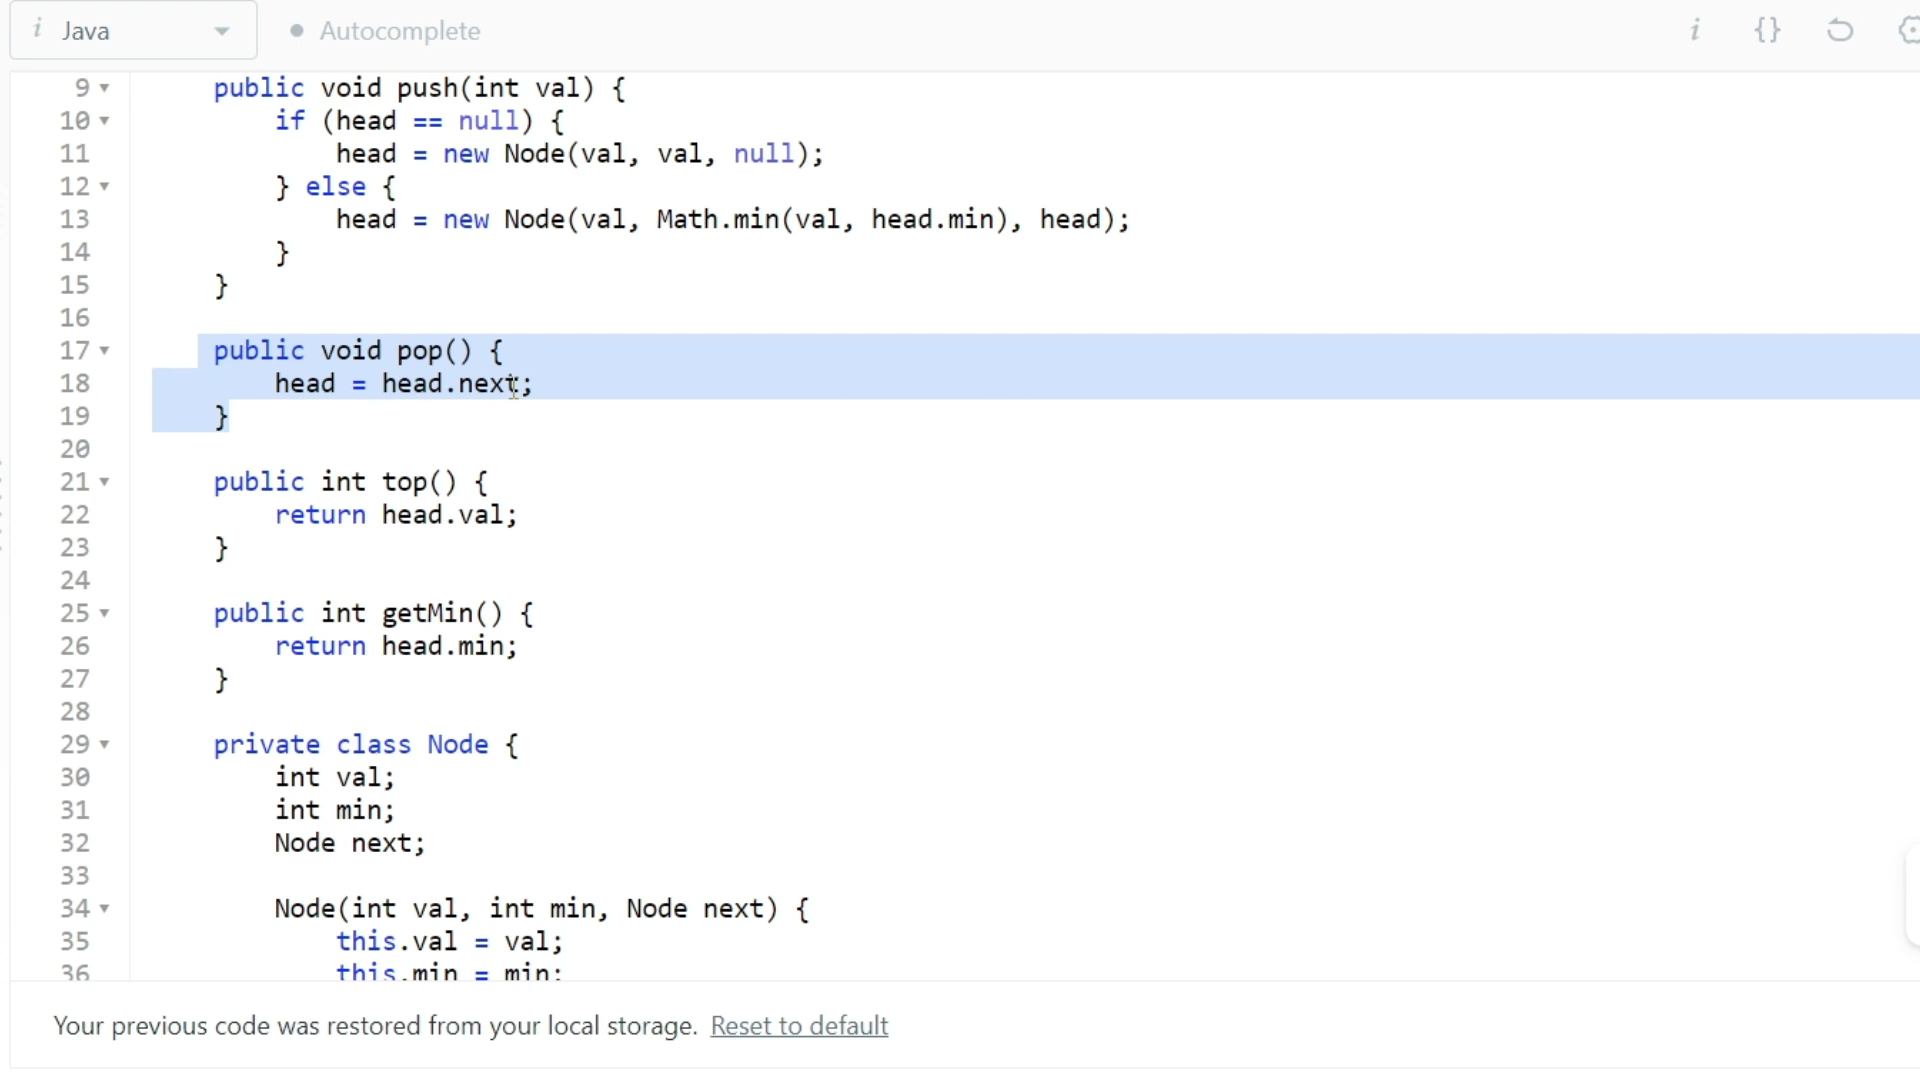 i Java
Autocomplete
i {}
9 public void push(int val) {
10 if (head == null) {
11 head = new Node(val, val, null);
12 } else {
13 head = new Node(val, Math.min(val, head.min), head);
14 }
15 }
16
17 public void pop() {
18 head = head.next;
19 }
20
21 public int top() {
22 return head.val;
23 }
24
25 public int getMin() {
26 return head.min;
27 }
28
29 private class Node {
30 int val;
31 int min;
32 Node next;
33
34 Node(int val, int min, Node next) {
35 this.val = val;
36 this.min = min;
Your previous code was restored from your local storage. Reset to default